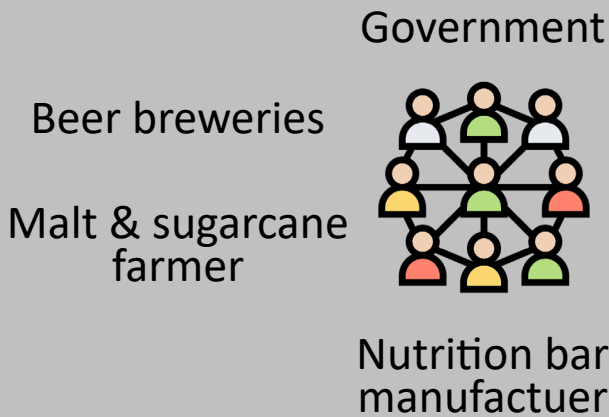 Government
Beer breweries
Malt & sugarcane
farmer
Nutrition bar
manufactuer